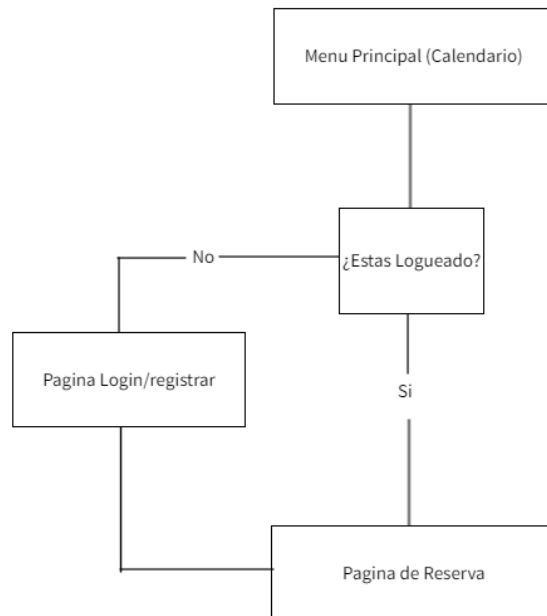 Menu Principal (Calendario)
¿Estas Logueado?
No
Pagina Login/registrar
Si
Pagina de Reserva